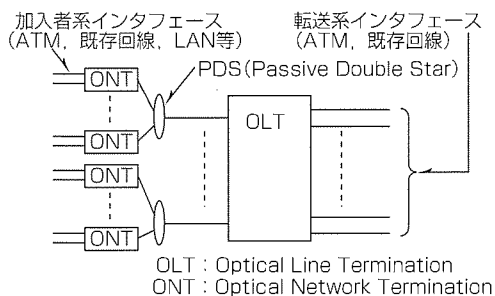 加入者系インタフェース
(ATM, 既存回線, LAN等)
転送系インタフェース
(ATM, 既存回線)
PDS(Passive Double Star)
ONT
ONT
ONT
ONT
OLT
OLT : Optical Line Termination
ONT : Optical Network Termination